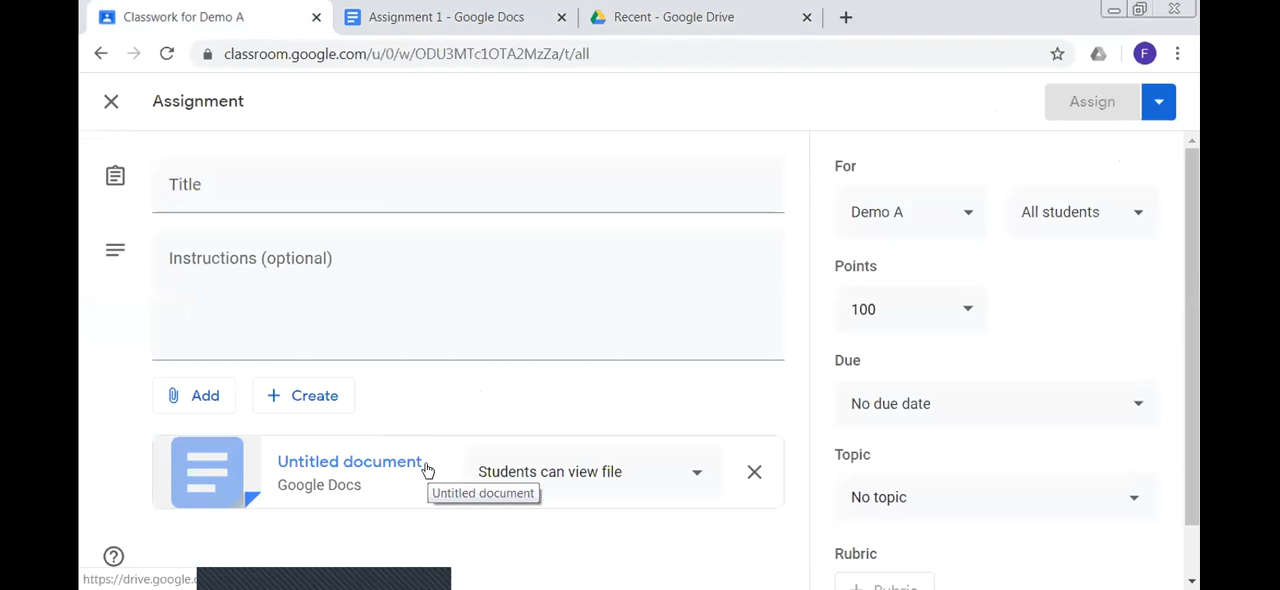 Classwork for Demo A
Assignment 1 - Google Docs
Recent - Google Drive
classroom.google.com/u/0/w/ODU3MTc1OTA2MzZa/t/all
F
Assignment
Assign
Title
For
Demo A
All students
Instructions (optional)
Points
100
Due
No due date
Add
Create
Topic
No topic
Untitled document
Google Docs
Students can view file
Untitled document
Rubric
Rubric
https://drive.google.